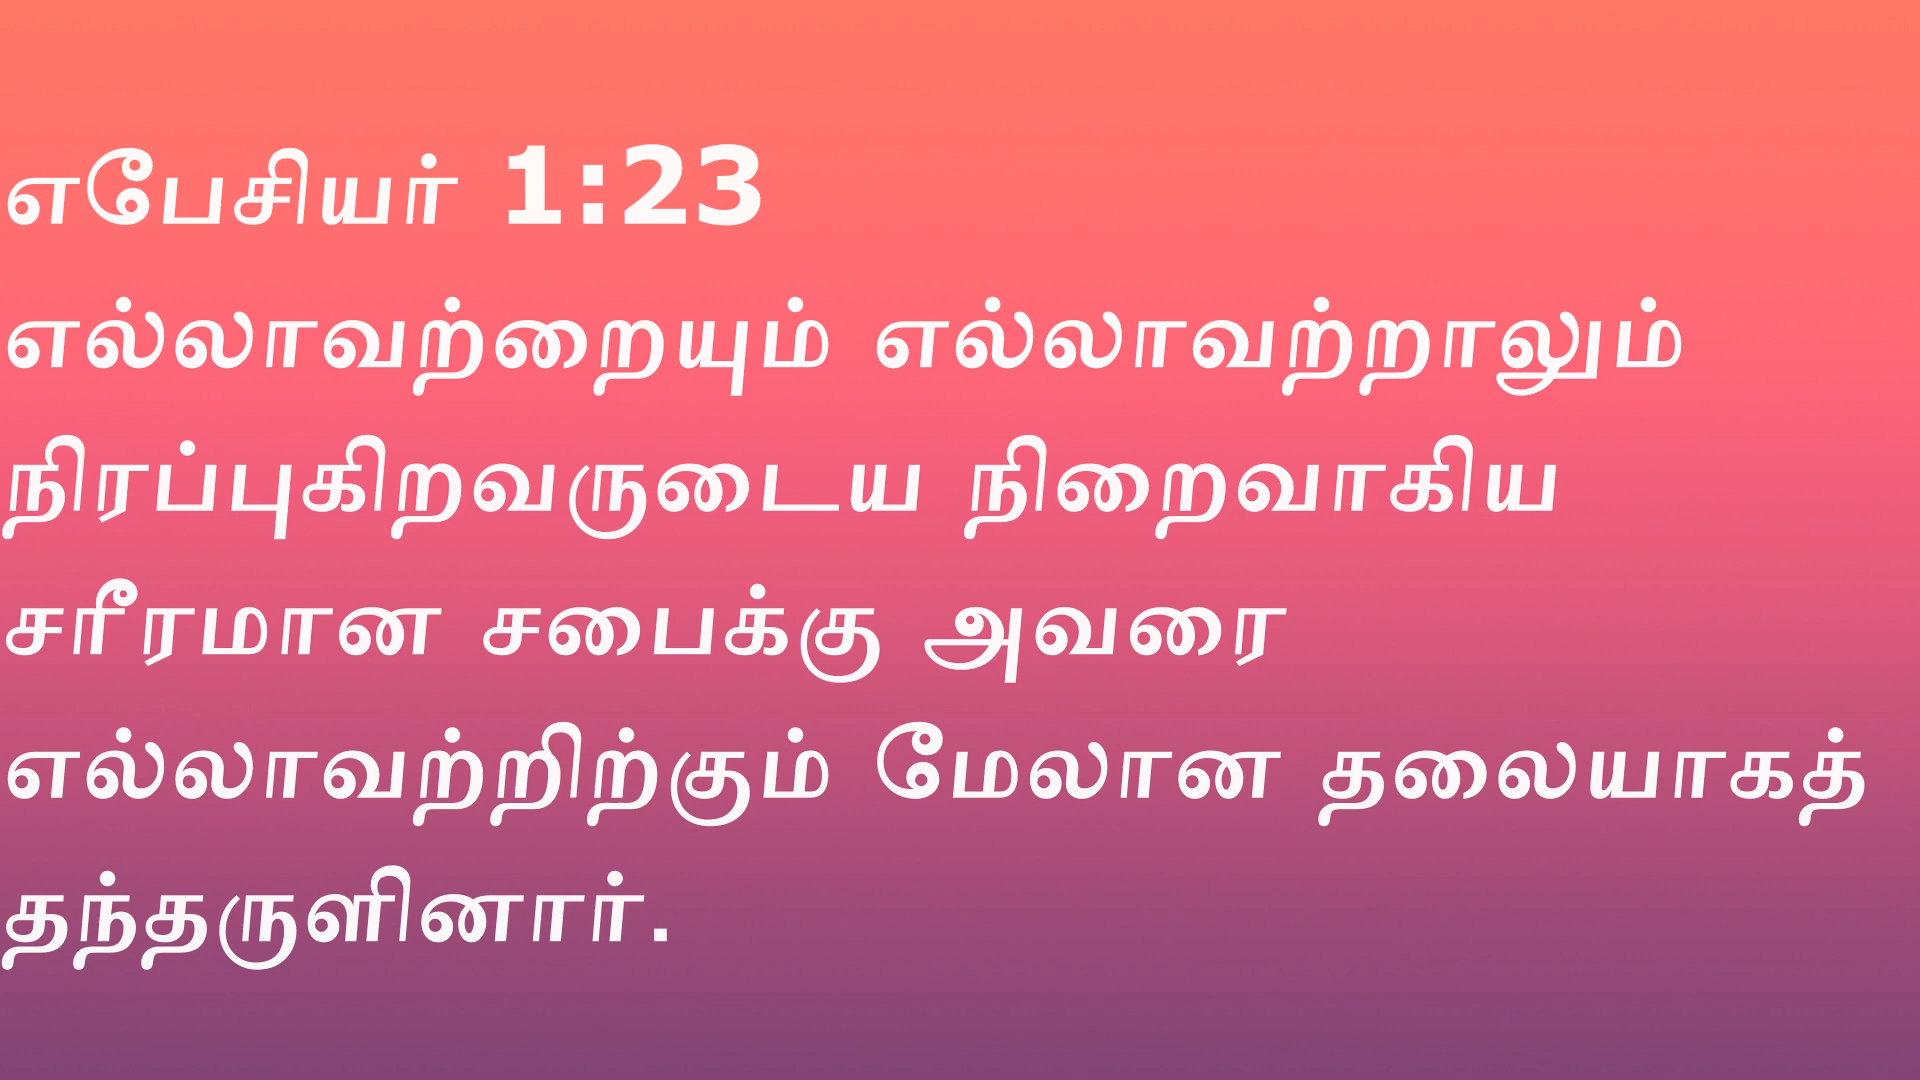 எபேசியர் 1:23
எல்லாவற்றையும் எல்லாவற்றாலும்
நிரப்புகிறவருடைய நிறைவாகிய
சரீரமான சபைக்கு அவரை
எல்லாவற்றிற்கும் மேலான தலையாகத்
தந்தருளினார்.